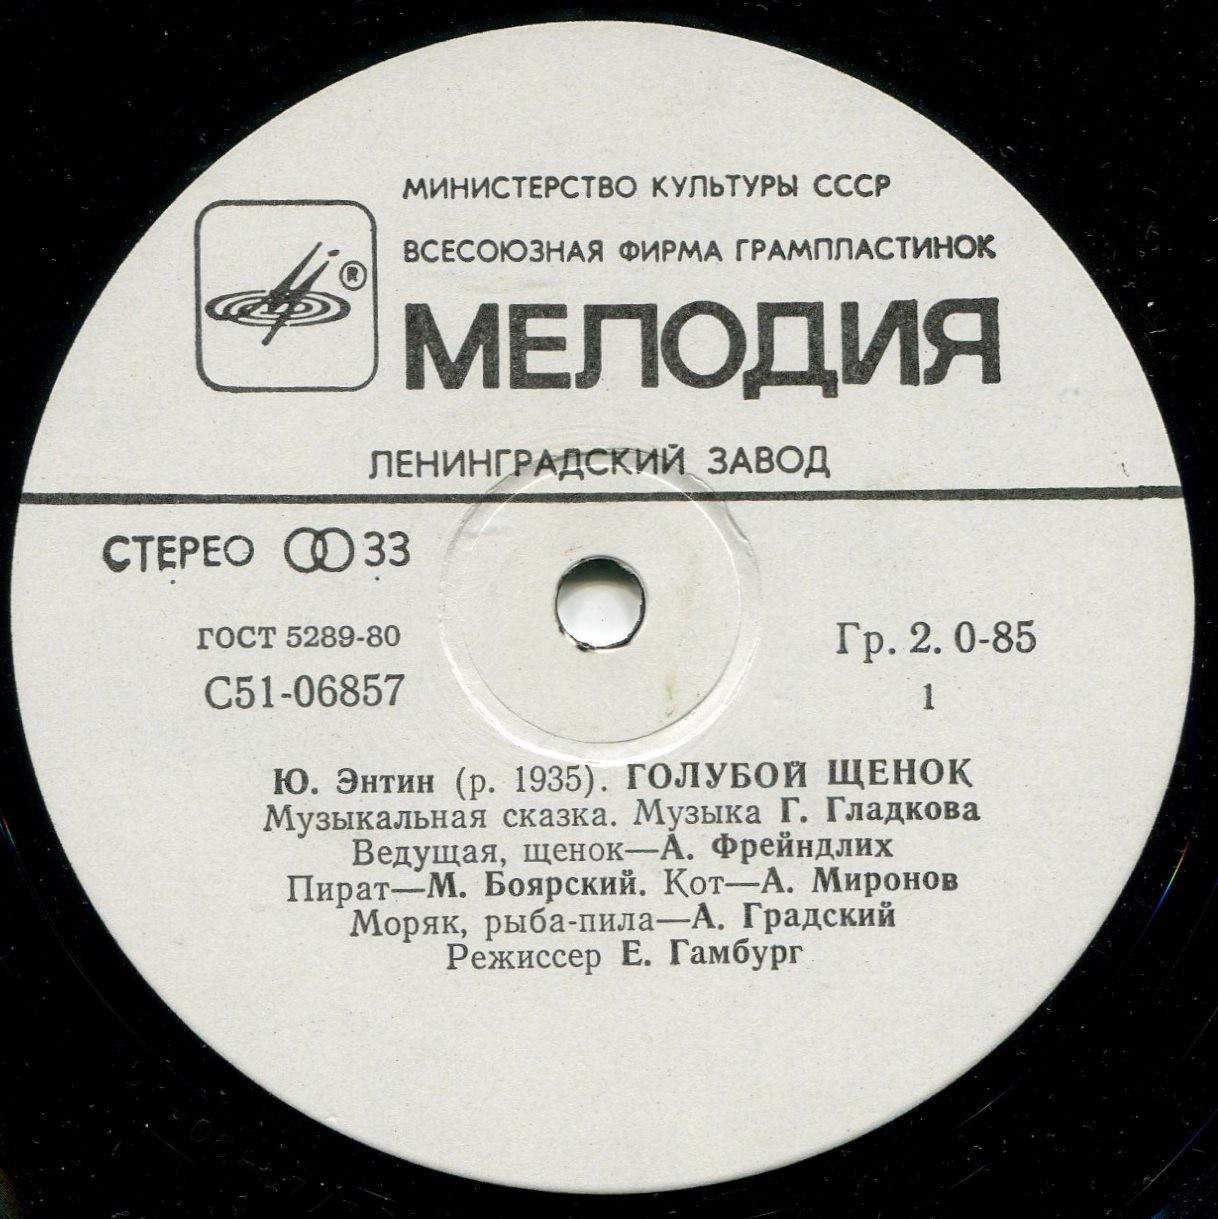 МИНИСТЕРСТВО КУЛЬТУРЫ СССР
ВСЕСОЮЗНАЯ ФИРМА ГРАМПЛАСТИНОК
®
МЕЛОДИЯ
ЛЕНИНГРАДСКИЙ ЗАВОД
СТЕРЕО 33
ГОСТ 5289-80
Гр. 2. 0-85
С51-06857
1
Ю. Энтин (р. 1935). ГОЛУБОЙ ЩЕНОК
Музыкальная сказка. Музыка Г. Гладкова
Ведущая, щенок—А. Фрейндлих
Пират—М. Боярский. Кот—А. Миронов
Моряк, рыба-пила—А. Градский
Режиссер Е. Гамбург